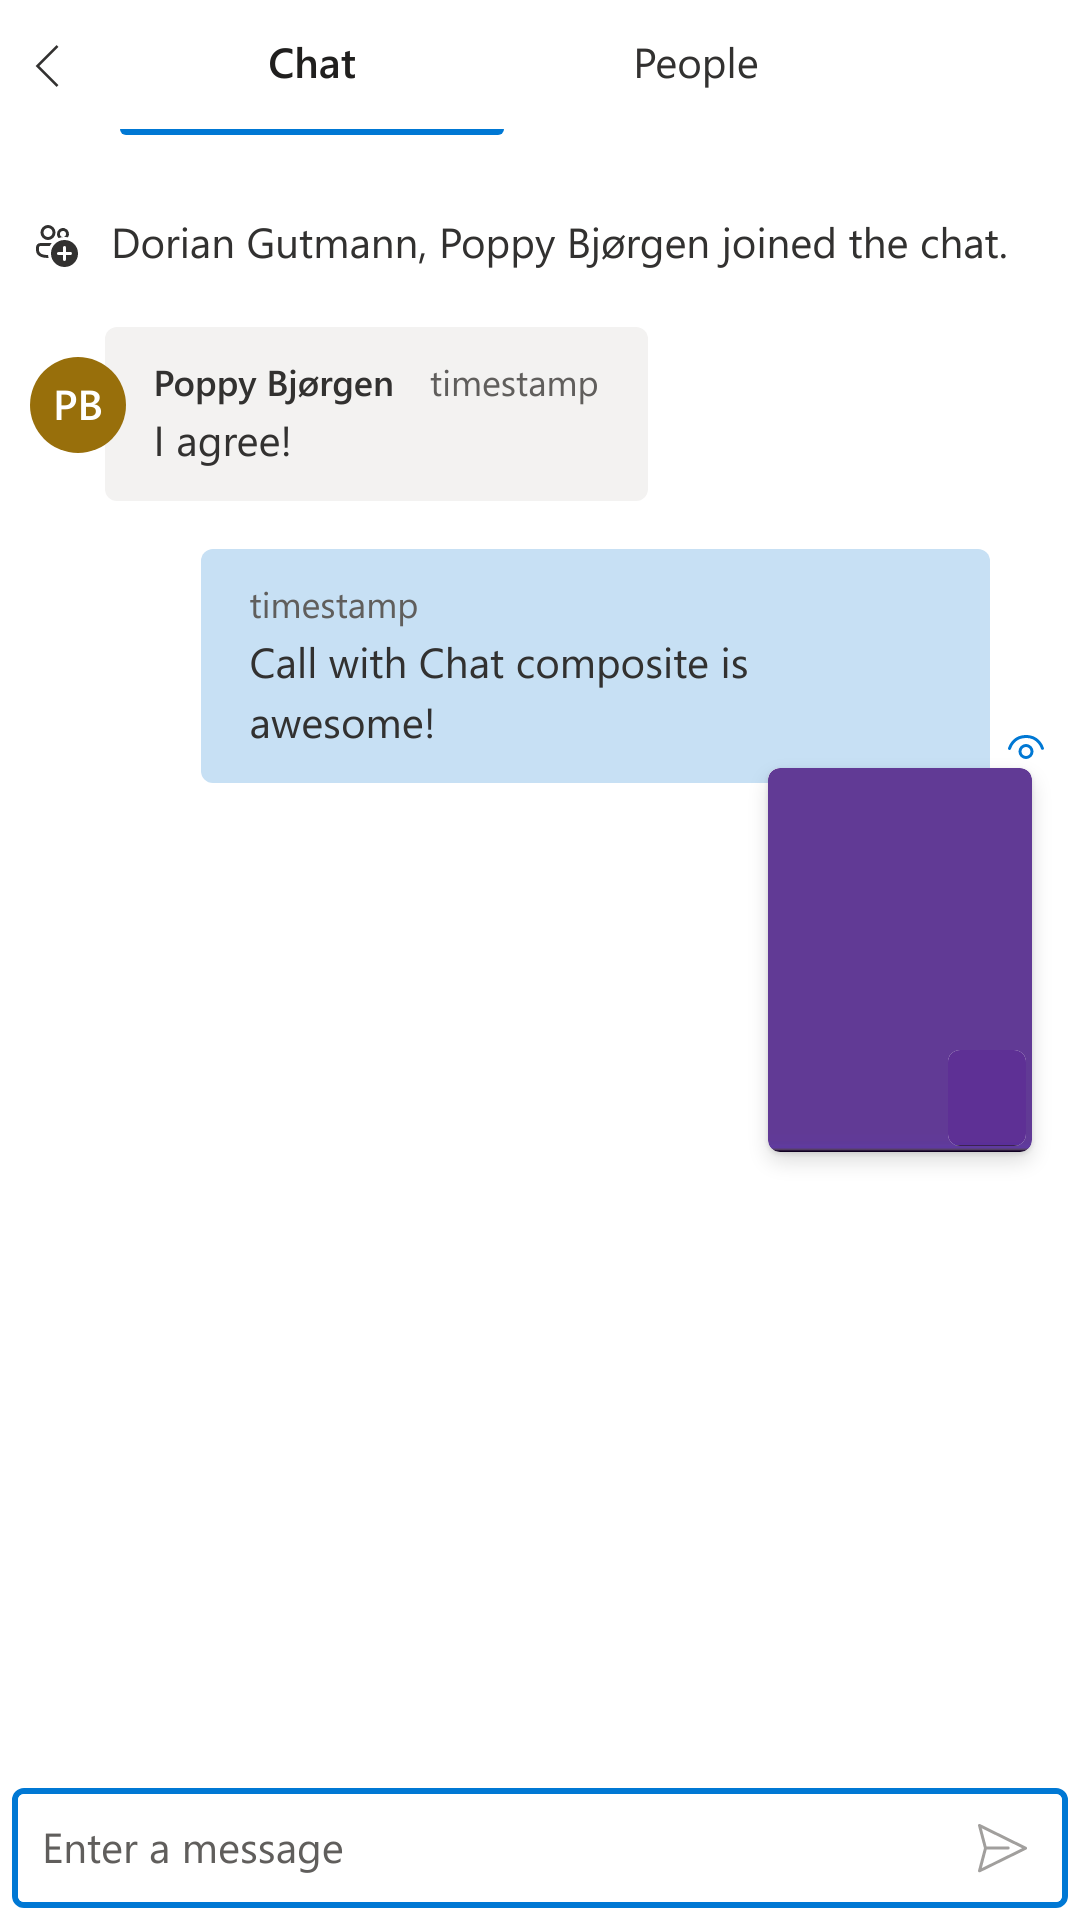 Chat
People
Dorian Gutmann, Poppy Bjørgen joined the chat.
PB
Poppy Bjørgen timestamp
I agree!
timestamp
Call with Chat composite is
awesome!
Enter a message